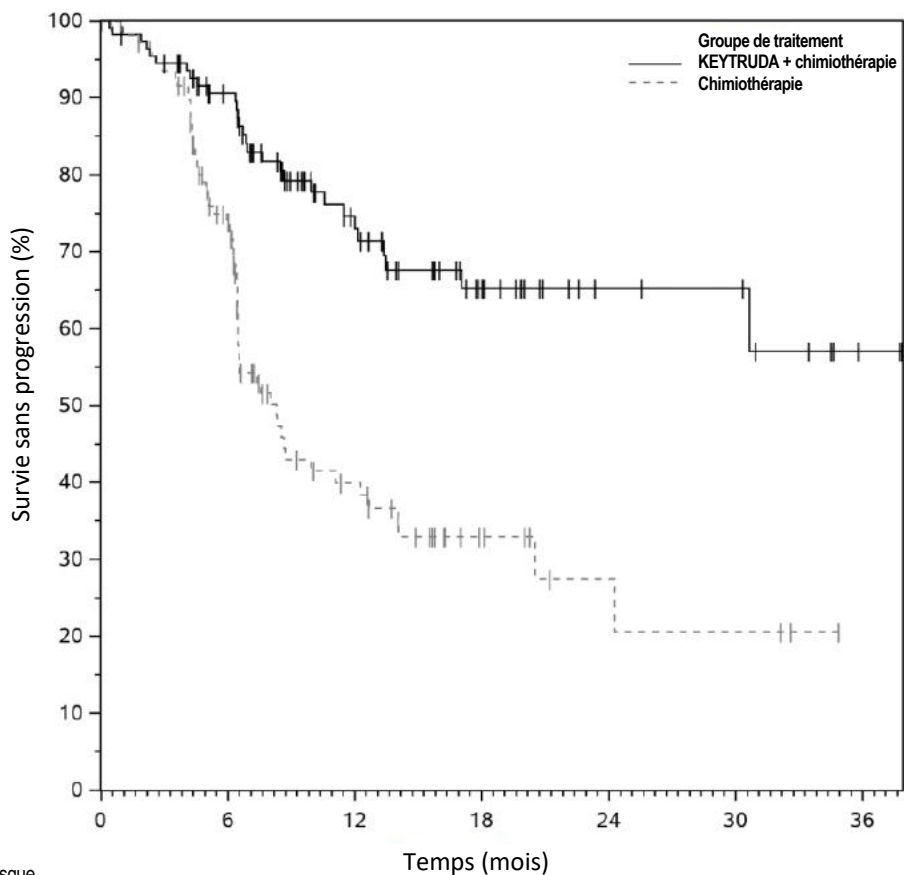 Groupe de traitement
KEYTRUDA + chimiothérapie
Chimiothérapie
Survie sans progression (%)
100
90
80
70
60
50
40
30
20
10
0
0 6 12 18 24 30 36
Temps (mois)